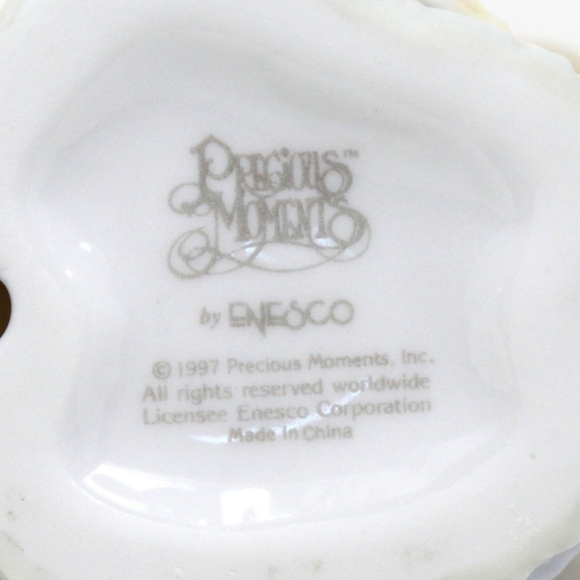 PRECIOUS™
MOMENTS
by ENESCO
© 1997 Precious Moments, Inc.
All rights reserved worldwide
Licensee Enesco Corporation
Made in China